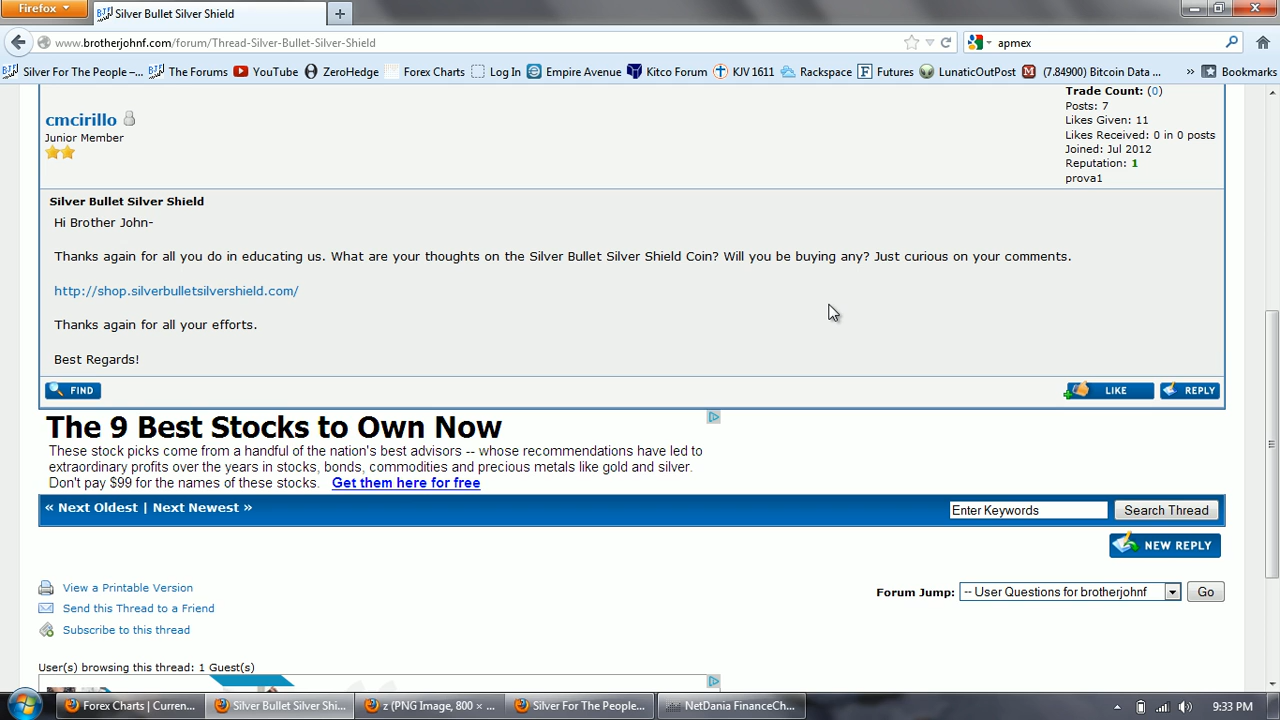 Firefox
Silver Bullet Silver Shield
www.brotherjohnf.com/forum/Thread-Silver-Bullet-Silver-Shield
apmex
Silver For The People –...
The Forums
YouTube
ZeroHedge
Forex Charts
Log In
Empire Avenue
Kitco Forum
KJV 1611
Rackspace
Futures
LunaticOutPost
(7.84900) Bitcoin Data ...
»
Bookmarks
cmcirillo
Junior Member
Trade Count: (0)
Posts: 7
Likes Given: 11
Likes Received: 0 in 0 posts
Joined: Jul 2012
Reputation: 1
prova1
Silver Bullet Silver Shield
Hi Brother John-
Thanks again for all you do in educating us. What are your thoughts on the Silver Bullet Silver Shield Coin? Will you be buying any? Just curious on your comments.
http://shop.silverbulletsilvershield.com/
Thanks again for all your efforts.
Best Regards!
FIND
LIKE
REPLY
The 9 Best Stocks to Own Now
These stock picks come from a handful of the nation's best advisors -- whose recommendations have led to
extraordinary profits over the years in stocks, bonds, commodities and precious metals like gold and silver.
Don't pay $99 for the names of these stocks. Get them here for free
« Next Oldest | Next Newest »
Enter Keywords
Search Thread
NEW REPLY
View a Printable Version
Send this Thread to a Friend
Subscribe to this thread
Forum Jump:
-- User Questions for brotherjohnf
Go
User(s) browsing this thread: 1 Guest(s)
Forex Charts | Curren...
Silver Bullet Silver Shi...
z (PNG Image, 800 × ...
Silver For The People...
NetDania FinanceCh...
9:33 PM